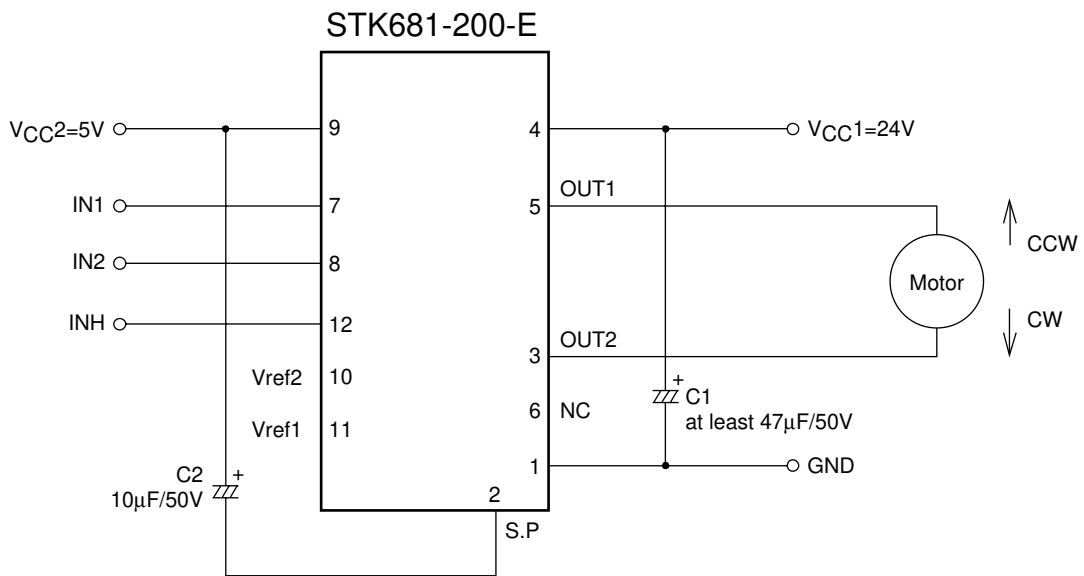 STK681-200-E
VCC2=5V
9
4
VCC1=24V
IN1
7
5
OUT1
CCW
IN2
8
Motor
INH
12
OUT2
CW
3
Vref2
10
6
NC
C1
at least 47μF/50V
Vref1
11
C2
10μF/50V
1
GND
2
S.P
+
+